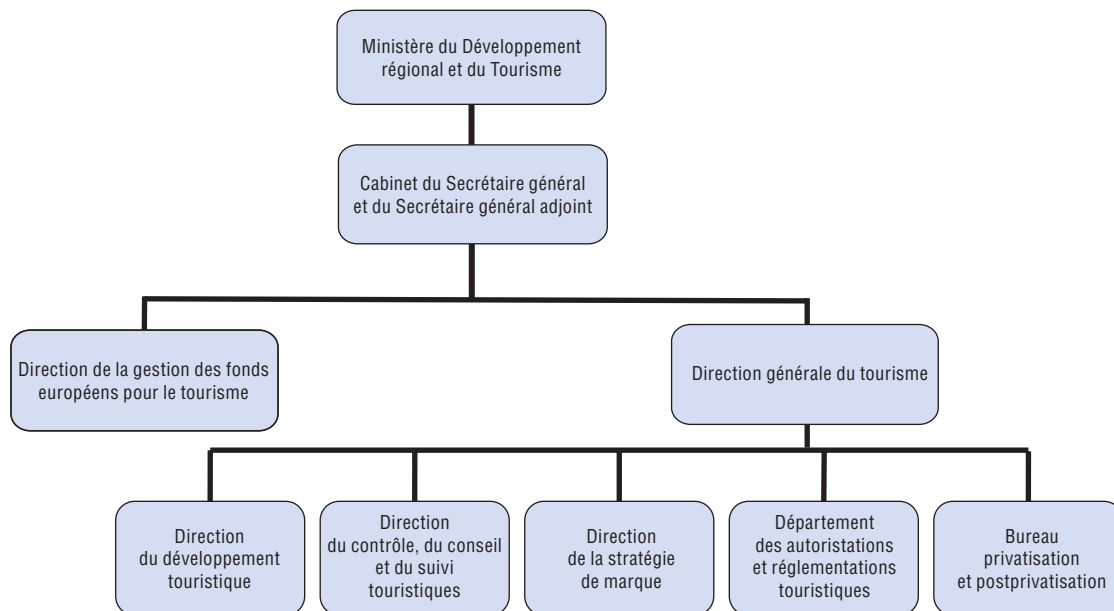 Ministère du Développement
régional et du Tourisme
Cabinet du Secrétaire général
et du Secrétaire général adjoint
Direction de la gestion des fonds
européens pour le tourisme
Direction générale du tourisme
Direction
du développement
touristique
Direction
du contrôle, du conseil
et du suivi
touristiques
Direction
de la stratégie
de marque
Département
des autoristations
et réglementations
touristiques
Bureau
privatisation
et postprivatisation